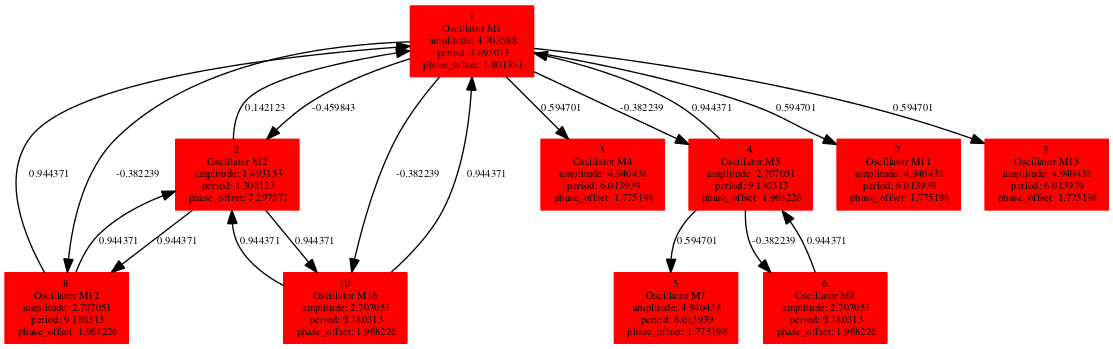 1
Oscillator M1
amplitude: 4.703588
period: 1.695013
phase_offset: 1.801351
0.142123
-0.459843
0.594701
-0.382239
0.944371
0.594701
0.594701
2
Oscillator M2
amplitude: 1.493153
period: 1.308133
phase_offset: 7.297871
3
Oscillator M4
amplitude: 4.940438
period: 6.013939
phase_offset: 1.775198
4
Oscillator M5
amplitude: 2.707051
period: 9.180313
phase_offset: 1.968226
7
Oscillator M11
amplitude: 4.940438
period: 6.013939
phase_offset: 1.775198
9
Oscillator M15
amplitude: 4.940438
period: 6.013939
phase_offset: 1.775198
0.944371
-0.382239
-0.382239
0.944371
0.944371
0.944371
0.944371
0.944371
0.594701
-0.382239
0.944371
8
Oscillator M12
amplitude: 2.707051
period: 9.180313
phase_offset: 1.968226
10
Oscillator M16
amplitude: 2.707051
period: 9.180313
phase_offset: 1.968226
5
Oscillator M7
amplitude: 4.940438
period: 6.013939
phase_offset: 1.775198
6
Oscillator M8
amplitude: 2.707051
period: 9.180313
phase_offset: 1.968226